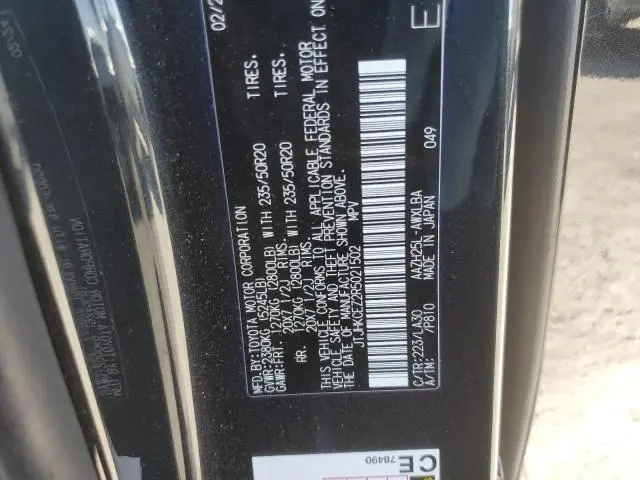 MFD.BY:TOYOTA MOTOR CORPORATION 02/2
GVWR:2380KG (5245LB)
GAWR:FRT. 1270KG (2800LB) WITH 235/50R20 TIRES.
20X7 1/2J RIMS.
RR. 1270KG (2800LB) WITH 235/50R20 TIRES.
20X7 1/2J RIMS.
THIS VEHICLE CONFORMS TO ALL APPLICABLE FEDERAL MOTOR
VEHICLE SAFETY AND THEFT PREVENTION STANDARDS IN EFFECT ON
THE DATE OF MANUFACTURE SHOWN ABOVE.
JTJHKCEZ2R5021502 MPV
C/TR:223/LA30 AAZH25L-AWXLBA 049
A/TM: /P810 MADE IN JAPAN
E
CE
78490